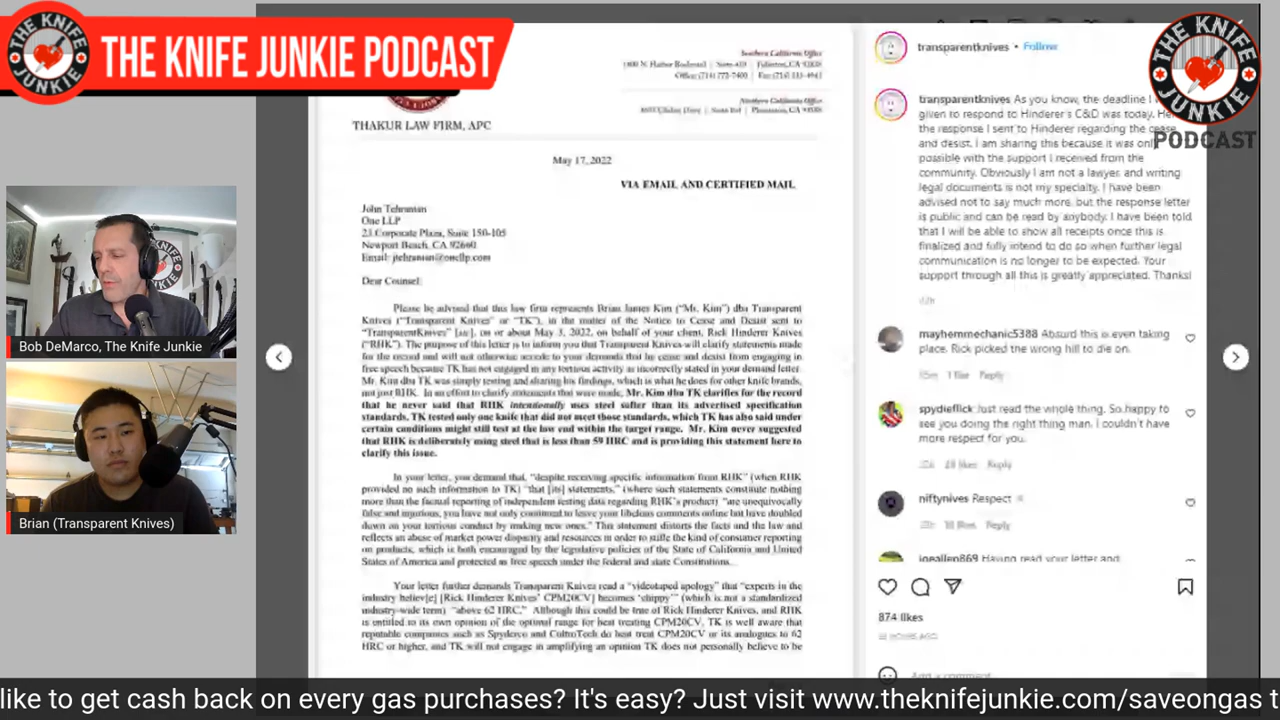 THE KNIFE JUNKIE
THE KNIFE JUNKIE PODCAST
THE KNIFE JUNKIE
PODCAST
Southern California Office
Northern California Office
THAKUR LAW FIRM, APC
May 17, 2022
VIA EMAIL AND CERTIFIED MAIL
John Tehranian
One LLP
23 Corporate Plaza, Suite 150-105
Newport Beach, CA 92660
Email: jtehranian@onellp.com
Dear Counsel:
Please be advised that this law firm represents Brian James Kim ("Mr. Kim") dba Transparent
Knives ("Transparent Knives" or "TK"), in the matter of the Notice to Cease and Desist sent to
"TransparentKnives" [sic], on or about May 3, 2022, on behalf of your client, Rick Hinderer Knives
("RHK"). The purpose of this letter is to inform you that Transparent Knives will clarify statements made
for the record and will not otherwise accede to your demands that he cease and desist from engaging in
free speech because TK has not engaged in any tortious activity as incorrectly stated in your demand letter
Mr. Kim dba TK was simply testing and sharing his findings, which is what he does for other knife brands,
not just RHK. In an effort to clarify statements that were made, Mr. Kim dba TK clarifies for the record
that he never said that RHK intentionally uses steel softer than its advertised specification
standards, TK tested only one knife that did not meet those standards, which TK has also said under
certain conditions might still test at the low end within the target range. Mr. Kim never suggested
that RHK is deliberately using steel that is less than 59 HRC and is providing this statement here to
clarify this issue.
In your letter, you demand that, "despite receiving specific information from RHK" (when RHK
provided no such information to TK) "that [its] statements," (where such statements constitute nothing
more than the factual reporting of independent testing data regarding RHK's product) "are unequivocally
false and injurious, you have not only continued to leave your libelous comments online but have doubled
down on your tortious conduct by making new ones." This statement distorts the facts and the law and
reflects an abuse of market power disparity and resources in order to stifle the kind of consumer reporting
on products, which is both encouraged by the legislative policies of the State of California and United
States of America and protected as free speech under the federal and state Constitutions.
Your letter further demands Transparent Knives read a "videotaped apology" that "experts in the
industry believ[e] [Rick Hinderer Knives' CPM20CV] becomes 'chippy'" (which is not a standardized
industry-wide term) "above 62 HRC." Although this could be true of Rick Hinderer Knives, and RHK
is entitled to its own opinion of the optimal range for heat treating CPM20CV, TK is well aware that
reputable companies such as Spyderco and CultroTech do heat treat CPM20CV or its analogues to 62
HRC or higher, and TK will not engage in amplifying an opinion TK does not personally believe to be
transparentknives • Follow
transparentknives As you know, the deadline I
given to respond to Hinderer's C&D was today.
the response I sent to Hinderer regarding the cease
and desist. I am sharing this because it was only
possible with the support I received from the
community. Obviously I am not a lawyer, and writing
legal documents is not my specialty. I have been
advised not to say much more, but the response letter
is public and can be read by anybody. I have been told
that I will be able to show all receipts once this is
finalized and fully intend to do so when further legal
communication is no longer to be expected. Your
support through all this is greatly appreciated. Thanks!
mayhemmechanic5388 Absurd this is even taking
place. Rick picked the wrong hill to die on.
1 like Reply
spydieflick Just read the whole thing. So happy to
see you doing the right thing man. I couldn't have
more respect for you.
likes Reply
niftynives Respect
likes Reply
joeallen869 Having read your letter and
874 likes
Add a comment...
Bob DeMarco, The Knife Junkie
Brian (Transparent Knives)
like to get cash back on every gas purchases? It's easy? Just visit www.theknifejunkie.com/saveongas